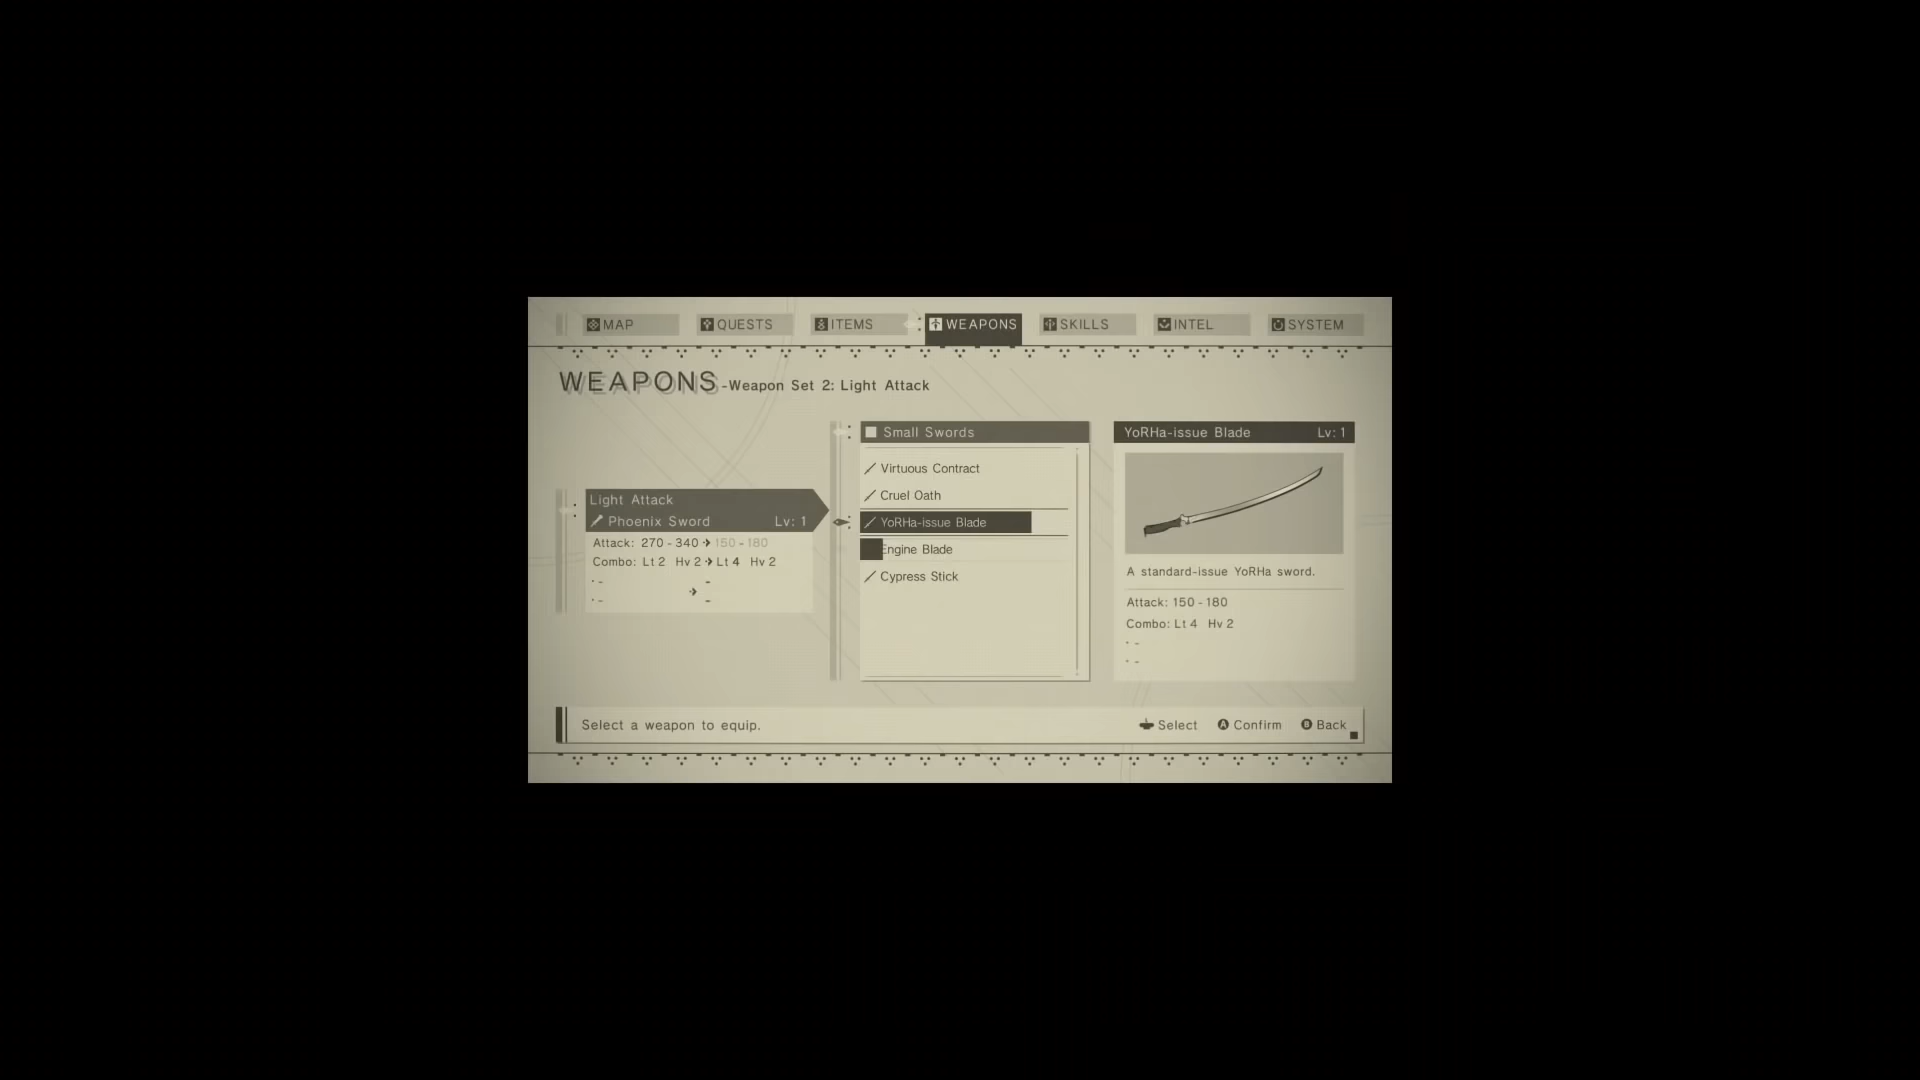 MAP QUESTS ITEMS WEAPONS SKILLS INTEL SYSTEM
WEAPONS -Weapon Set 2: Light Attack
Light Attack
Phoenix Sword Lv: 1
Attack: 270 - 340 150 - 180
Combo: Lt 2 Hv 2 Lt 4 Hv 2
Small Swords
Virtuous Contract
Cruel Oath
YoRHa-issue Blade
Engine Blade
Cypress Stick
YoRHa-issue Blade Lv: 1
A standard-issue YoRHa sword.
Attack: 150 - 180
Combo: Lt 4 Hv 2
Select a weapon to equip.
Select A Confirm B Back